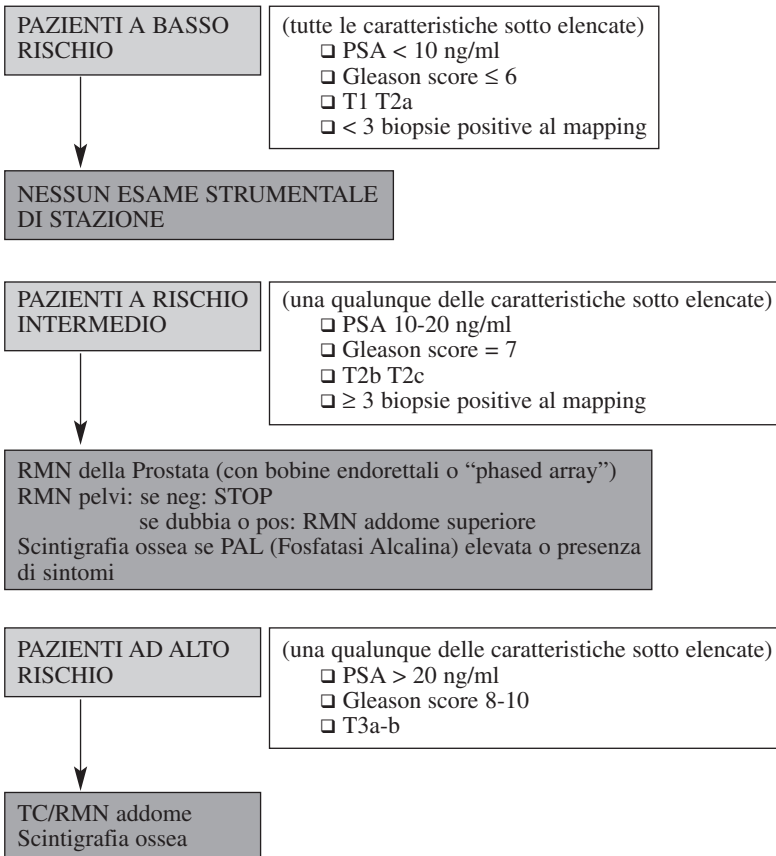 PAZIENTI A BASSO
RISCHIO
(tutte le caratteristiche sotto elencate)
❑ PSA < 10 ng/ml
❑ Gleason score ≤ 6
❑ T1 T2a
❑ < 3 biopsie positive al mapping
NESSUN ESAME STRUMENTALE
DI STAZIONE
PAZIENTI A RISCHIO
INTERMEDIO
(una qualunque delle caratteristiche sotto elencate)
❑ PSA 10-20 ng/ml
❑ Gleason score = 7
❑ T2b T2c
❑ ≥ 3 biopsie positive al mapping
RMN della Prostata (con bobine endorettali o “phased array”)
RMN pelvi: se neg: STOP
se dubbia o pos: RMN addome superiore
Scintigrafia ossea se PAL (Fosfatasi Alcalina) elevata o presenza
di sintomi
PAZIENTI AD ALTO
RISCHIO
(una qualunque delle caratteristiche sotto elencate)
❑ PSA > 20 ng/ml
❑ Gleason score 8-10
❑ T3a-b
TC/RMN addome
Scintigrafia ossea